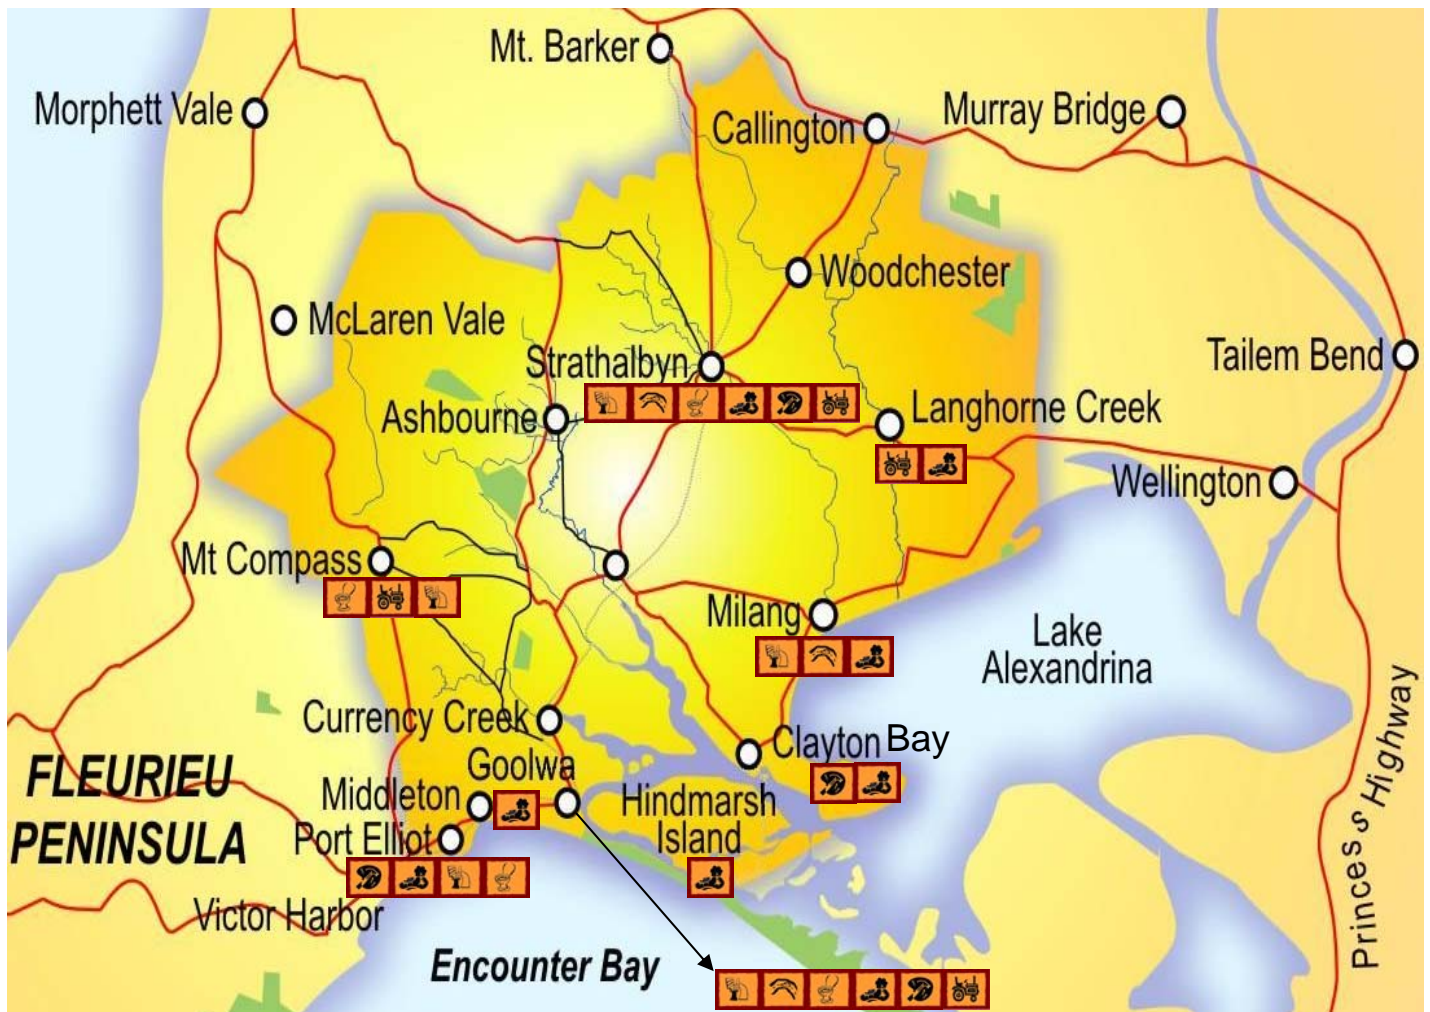 Mt. Barker
Morphett Vale
Callington
Murray Bridge
Woodchester
McLaren Vale
Strathalbyn
Tailem Bend
Ashbourne
Langhorne Creek
Wellington
Mt Compass
Milang
Lake
Alexandrina
Currency Creek
Clayton Bay
Goolwa
FLEURIEU
PENINSULA
Middleton
Hindmarsh
Island
Port Elliot
Victor Harbor
Encounter Bay
Princess Highway